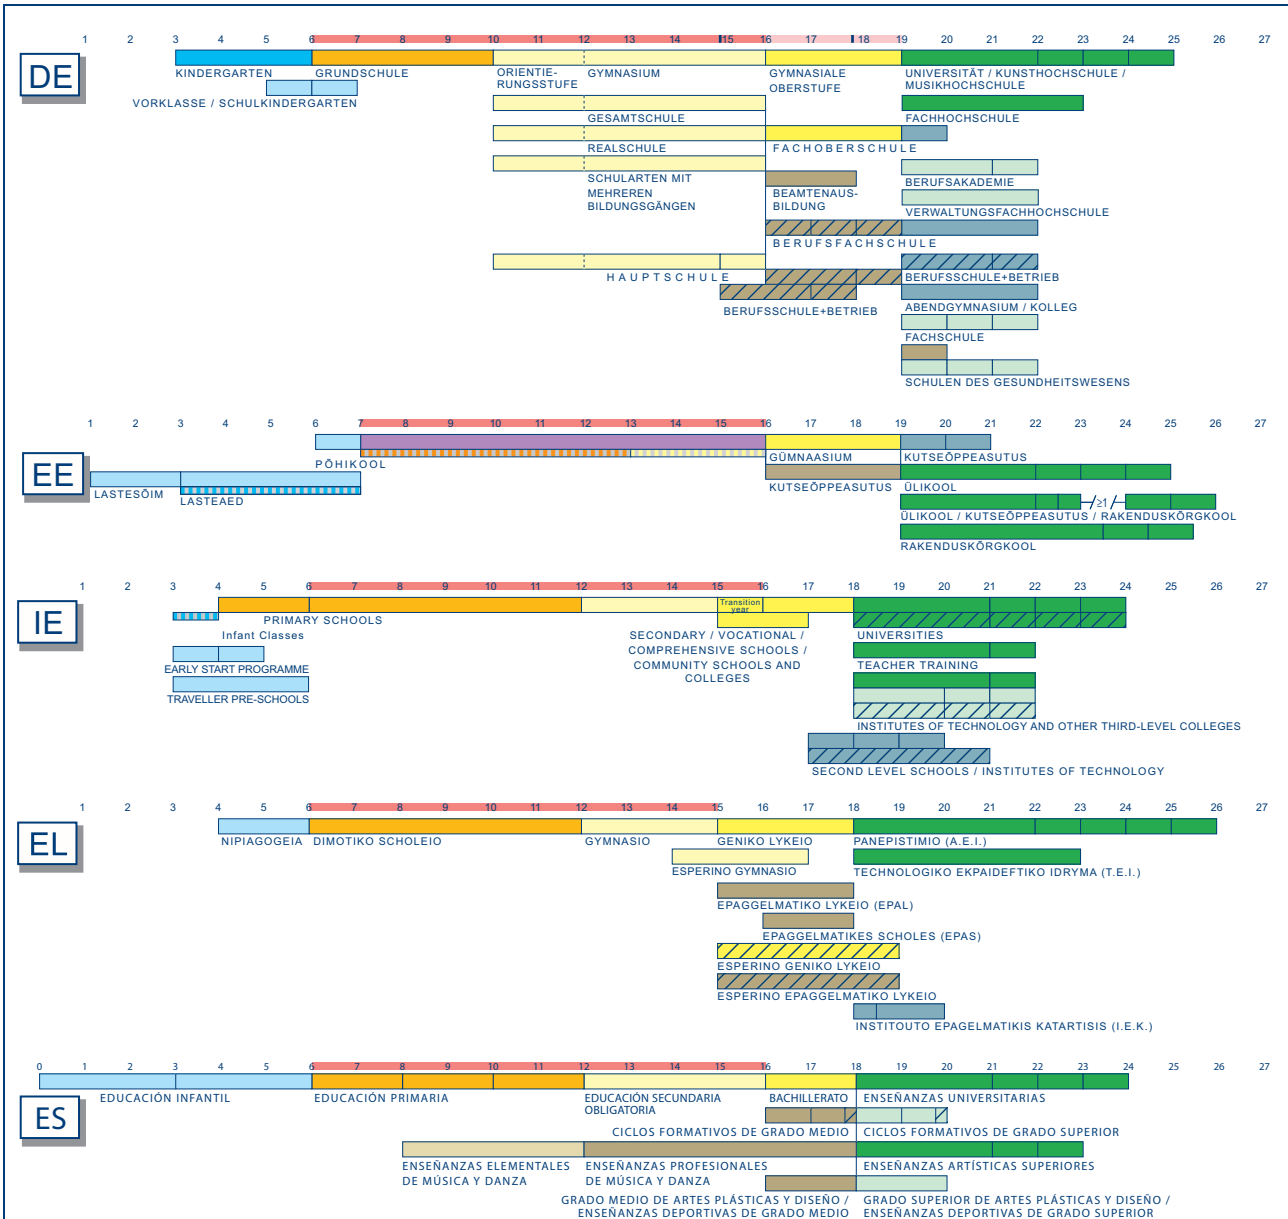 1 2 3 4 5 6 7 8 9 10 11 12 13 14 15 16 17 18 19 20 21 22 23 24 25 26 27
DE
KINDERGARTEN GRUNDSCHULE ORIENTIE- GYMNASIUM GYMNASIALE UNIVERSITÄT / KUNSTHOCHSCHULE /
RUNGSSTUFE OBERSTUFE MUSIKHOCHSCHULE
VORKLASSE / SCHULKINDERGARTEN
GESAMTSCHULE FACHHOCHSCHULE
REALSCHULE FACHOBERSCHULE
SCHULARTEN MIT BERUFSAKADEMIE
MEHREREN BEAMTENAUS-
BILDUNGSGÄNGEN BILDUNG
VERWALTUNGSFACHHOCHSCHULE
BERUFSFACHSCHULE
HAUPTSCHULE BERUFSSCHULE+BETRIEB
BERUFSSCHULE+BETRIEB ABENDGYMNASIUM / KOLLEG
FACHSCHULE
SCHULEN DES GESUNDHEITSWESENS
1 2 3 4 5 6 7 8 9 10 11 12 13 14 15 16 17 18 19 20 21 22 23 24 25 26 27
EE
PÕHIKOOL GÜMNAASIUM KUTSEÕPPEASUTUS
LASTESÕIM LASTEAED KUTSEÕPPEASUTUS ÜLIKOOL
≥1
ÜLIKOOL / KUTSEÕPPEASUTUS / RAKENDUSKÕRGKOOL
RAKENDUSKÕRGKOOL
1 2 3 4 5 6 7 8 9 10 11 12 13 14 15 16 17 18 19 20 21 22 23 24 25 26 27
IE
Transition
year
PRIMARY SCHOOLS
Infant Classes SECONDARY / VOCATIONAL / UNIVERSITIES
COMPREHENSIVE SCHOOLS /
COMMUNITY SCHOOLS AND
COLLEGES
EARLY START PROGRAMME TEACHER TRAINING
TRAVELLER PRE-SCHOOLS
INSTITUTES OF TECHNOLOGY AND OTHER THIRD-LEVEL COLLEGES
SECOND LEVEL SCHOOLS / INSTITUTES OF TECHNOLOGY
1 2 3 4 5 6 7 8 9 10 11 12 13 14 15 16 17 18 19 20 21 22 23 24 25 26 27
EL
NIPIAGOGEIA DIMOTIKO SCHOLEIO GYMNASIO GENIKO LYKEIO PANEPISTIMIO (A.E.I.)
ESPERINO GYMNASIO TECHNOLOGIKO EKPAIDEFTIKO IDRYMA (T.E.I.)
EPAGGELMATIKO LYKEIO (EPAL)
EPAGGELMATIKES SCHOLES (EPAS)
ESPERINO GENIKO LYKEIO
ESPERINO EPAGGELMATIKO LYKEIO
INSTITOUTO EPAGELMATIKIS KATARTISIS (I.E.K.)
0 1 2 3 4 5 6 7 8 9 10 11 12 13 14 15 16 17 18 19 20 21 22 23 24 25 26 27
ES
EDUCACIÓN INFANTIL EDUCACIÓN PRIMARIA EDUCACIÓN SECUNDARIA BACHILLERATO ENSEÑANZAS UNIVERSITARIAS
OBLIGATORIA
CICLOS FORMATIVOS DE GRADO MEDIO CICLOS FORMATIVOS DE GRADO SUPERIOR
ENSEÑANZAS ELEMENTALES ENSEÑANZAS PROFESIONALES ENSEÑANZAS ARTÍSTICAS SUPERIORES
DE MÚSICA Y DANZA DE MÚSICA Y DANZA
GRADO MEDIO DE ARTES PLÁSTICAS Y DISEÑO / GRADO SUPERIOR DE ARTES PLÁSTICAS Y DISEÑO /
ENSEÑANZAS DEPORTIVAS DE GRADO MEDIO ENSEÑANZAS DEPORTIVAS DE GRADO SUPERIOR